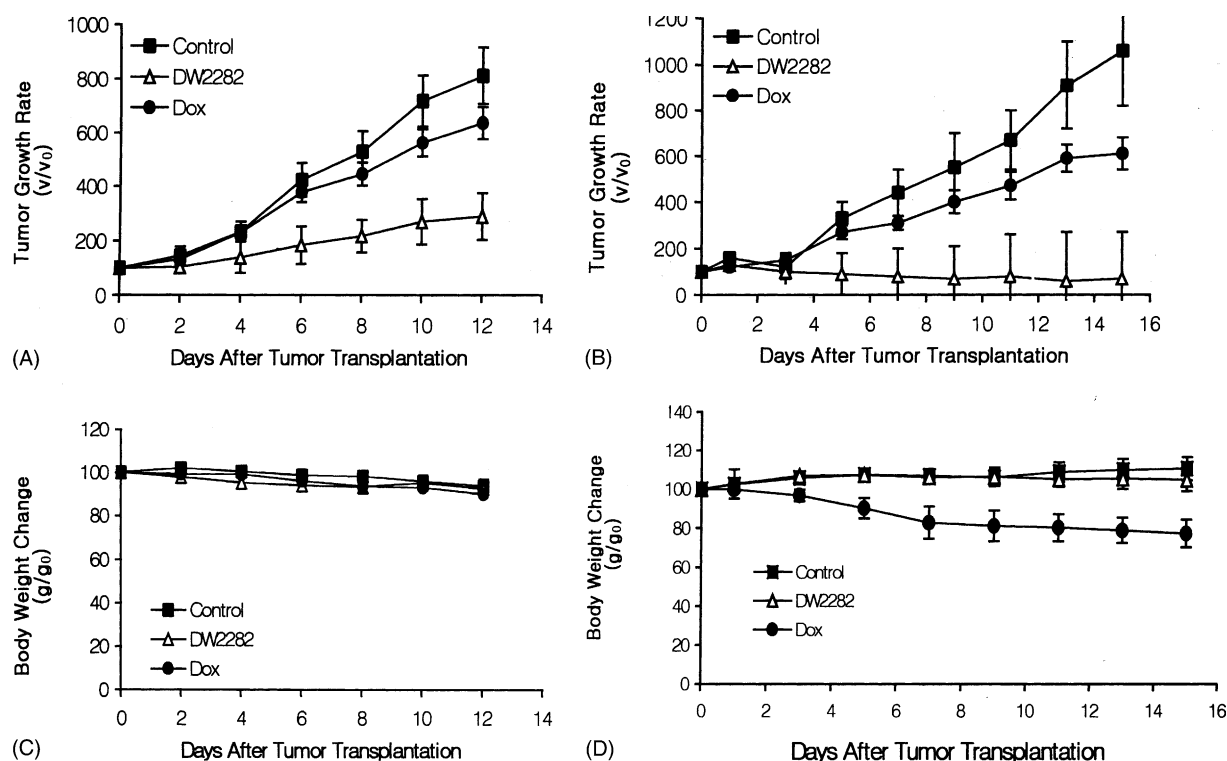 1000
800
600
400
200
0
Tumor Growth Rate
(v/v0)
Control
DW2282
Dox
0 2 4 6 8 10 12 14
(A) Days After Tumor Transplantation
1000
800
600
400
200
0
Tumor Growth Rate
(v/v0)
Control
DW2282
Dox
0 2 4 6 8 10 12 14 16
(B) Days After Tumor Transplantation
120
100
80
60
40
20
0
Body Weight Change
(g/g0)
Control
DW2282
Dox
0 2 4 6 8 10 12 14
(C) Days After Tumor Transplantation
140
120
100
80
60
40
20
0
Body Weight Change
(g/g0)
Control
DW2282
Dox
0 2 4 6 8 10 12 14 16
(D) Days After Tumor Transplantation